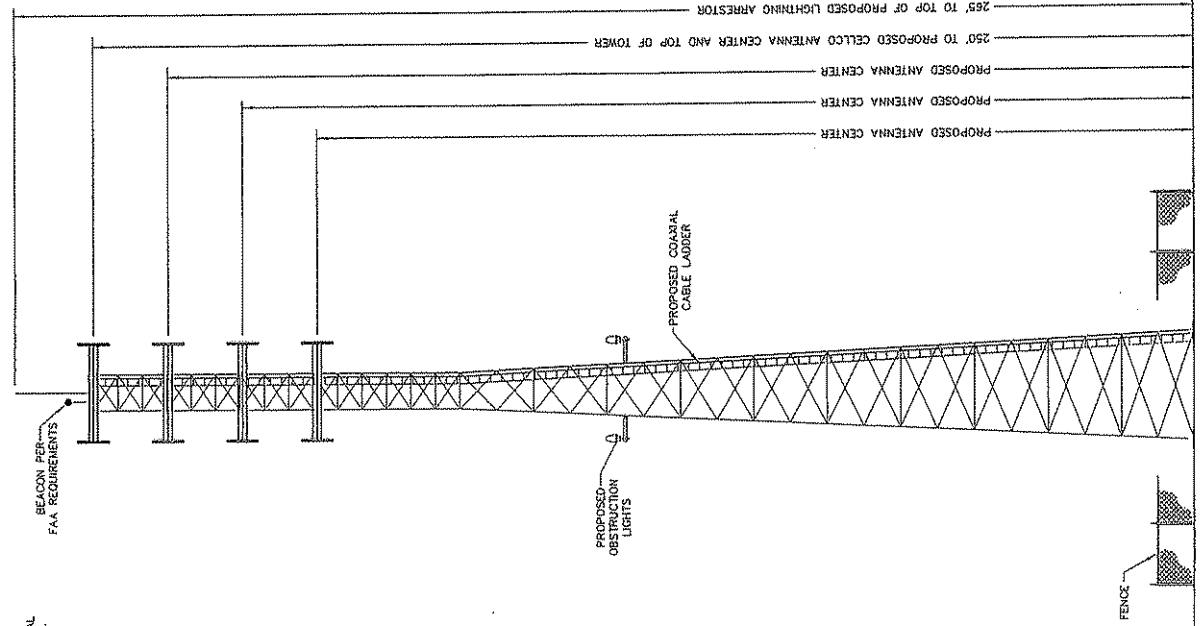 265' TO TOP OF PROPOSED LIGHTNING ARRESTOR
250' TO PROPOSED CELLCO ANTENNA CENTER AND TOP OF TOWER
PROPOSED ANTENNA CENTER
PROPOSED ANTENNA CENTER
PROPOSED ANTENNA CENTER
BEACON PER
FAA REQUIREMENTS
PROPOSED COAXIAL
CABLE LADDER
PROPOSED
OBSTRUCTION
LIGHTS
FENCE